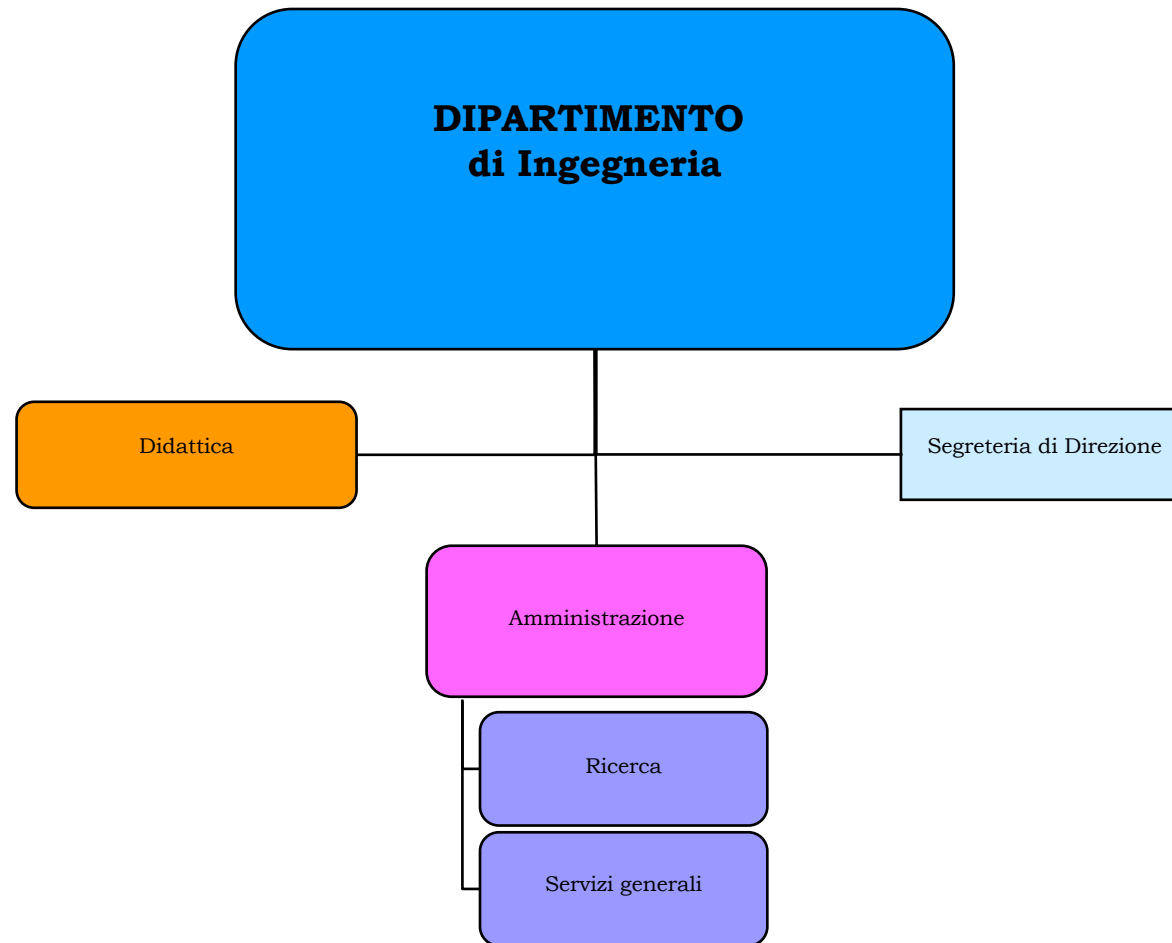 DIPARTIMENTO
di Ingegneria
Didattica
Segreteria di Direzione
Amministrazione
Ricerca
Servizi generali